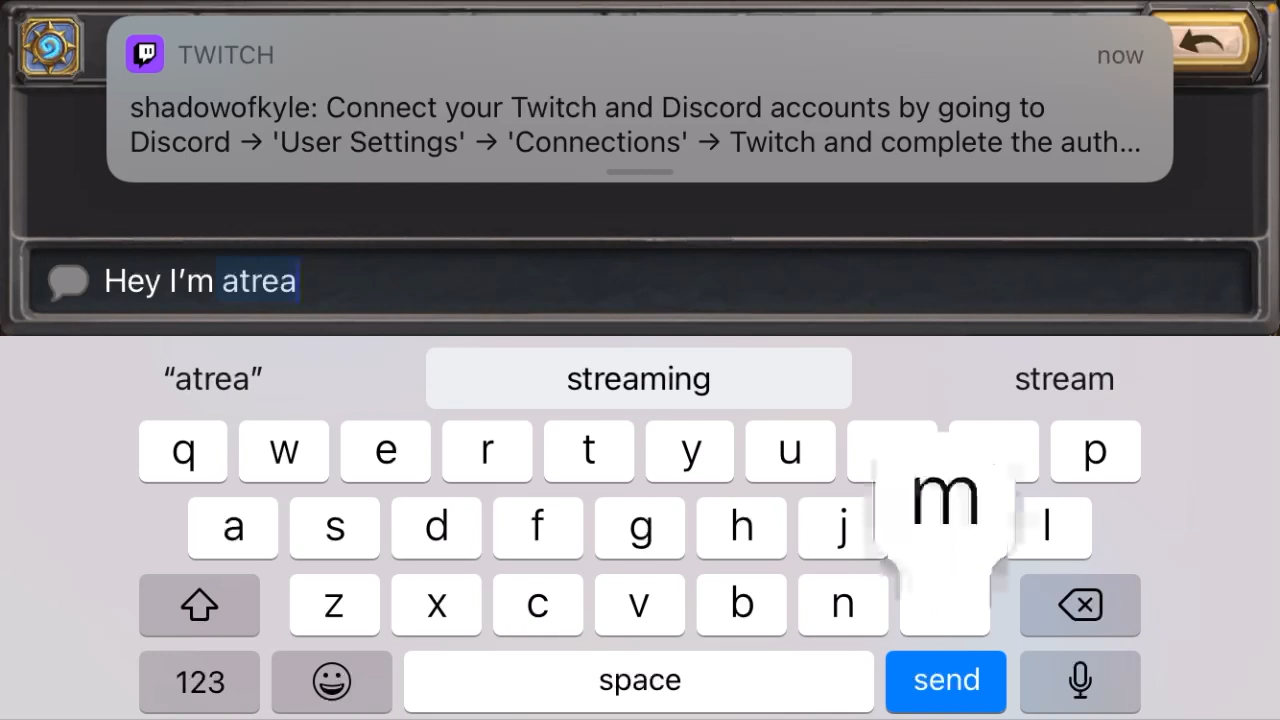 TWITCH
now
shadowofkyle: Connect your Twitch and Discord accounts by going to
Discord → 'User Settings' → 'Connections' → Twitch and complete the auth...
Hey I’m atrea
“atrea” streaming stream
q w e r t y u p
m
a s d f g h j l
z x c v b n
123 space send